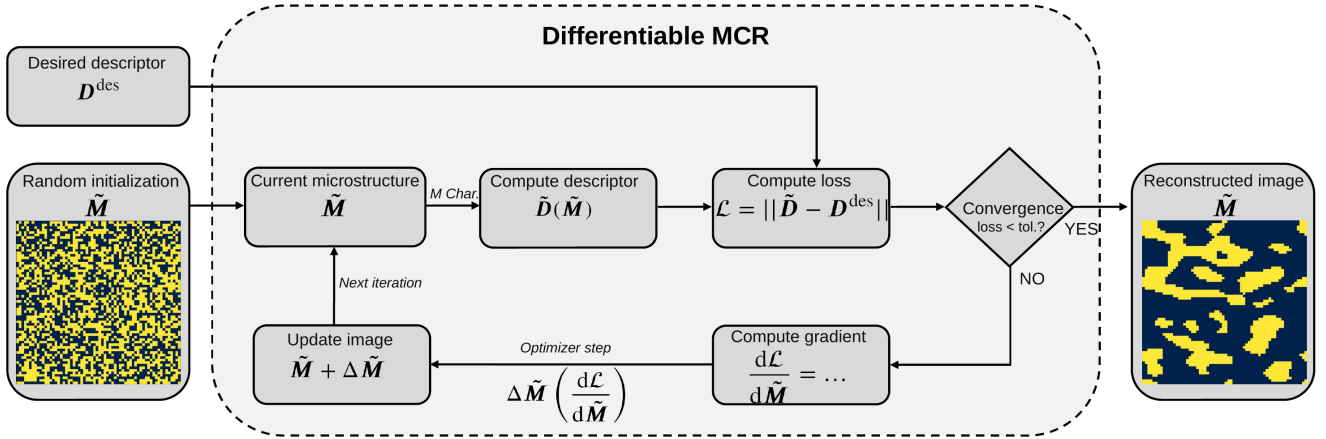 Differentiable MCR
Desired descriptor
𝑫^des
Random initialization
𝑴̃
Current microstructure
𝑴̃
M Char.
Compute descriptor
𝑫̃(𝑴̃)
Compute loss
ℒ = ||𝑫̃ − 𝑫^des||
Convergence
loss < tol.?
YES
NO
Reconstructed image
𝑴̃
Next iteration
Update image
𝑴̃ + Δ 𝑴̃
Optimizer step
Δ𝑴̃ (dℒ/d𝑴̃)
Compute gradient
dℒ/d𝑴̃ = …